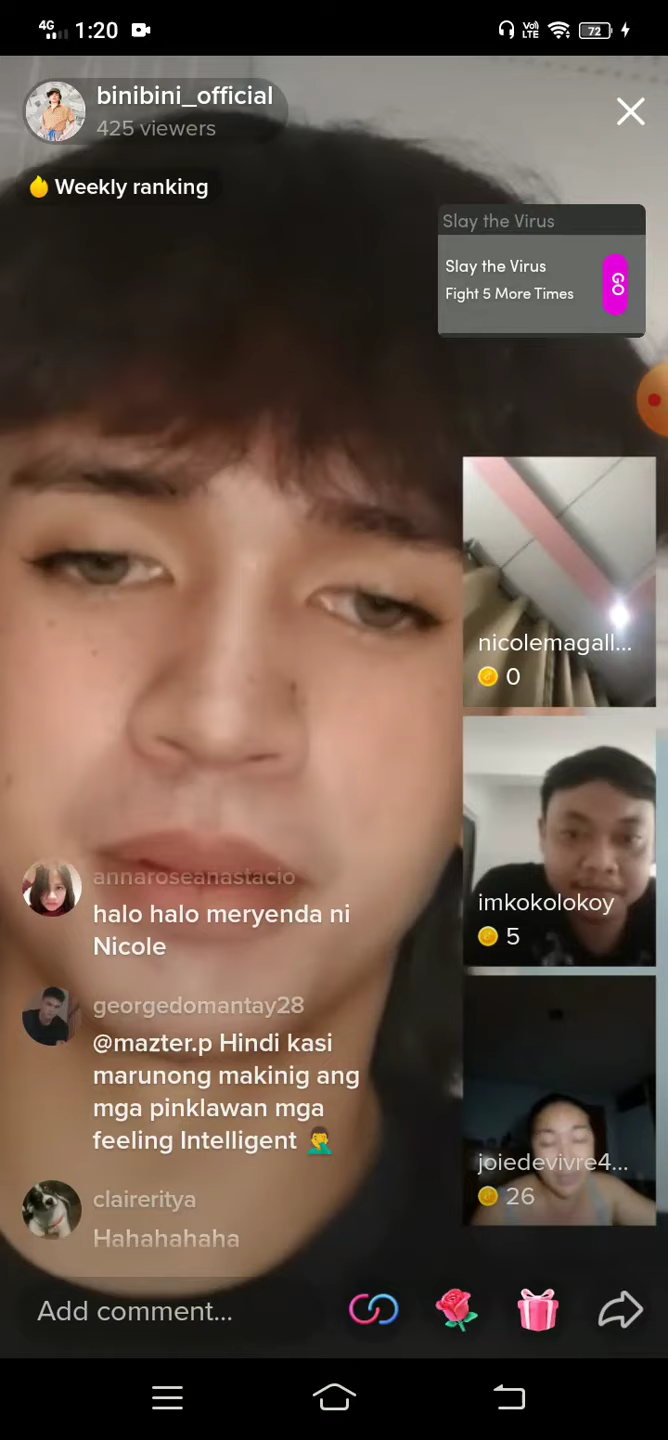 4G 1:20 Vo) LTE 72
binibini_official
425 viewers
Weekly ranking
Slay the Virus
Slay the Virus
Fight 5 More Times
GO
nicolemagall...
0
imkokolokoy
5
joiedevivre4...
26
annaroseanastacio
halo halo meryenda ni
Nicole
georgedomantay28
@mazter.p Hindi kasi
marunong makinig ang
mga pinklawan mga
feeling Intelligent 🤦‍♂️
claireritya
Hahahahaha
Add comment...